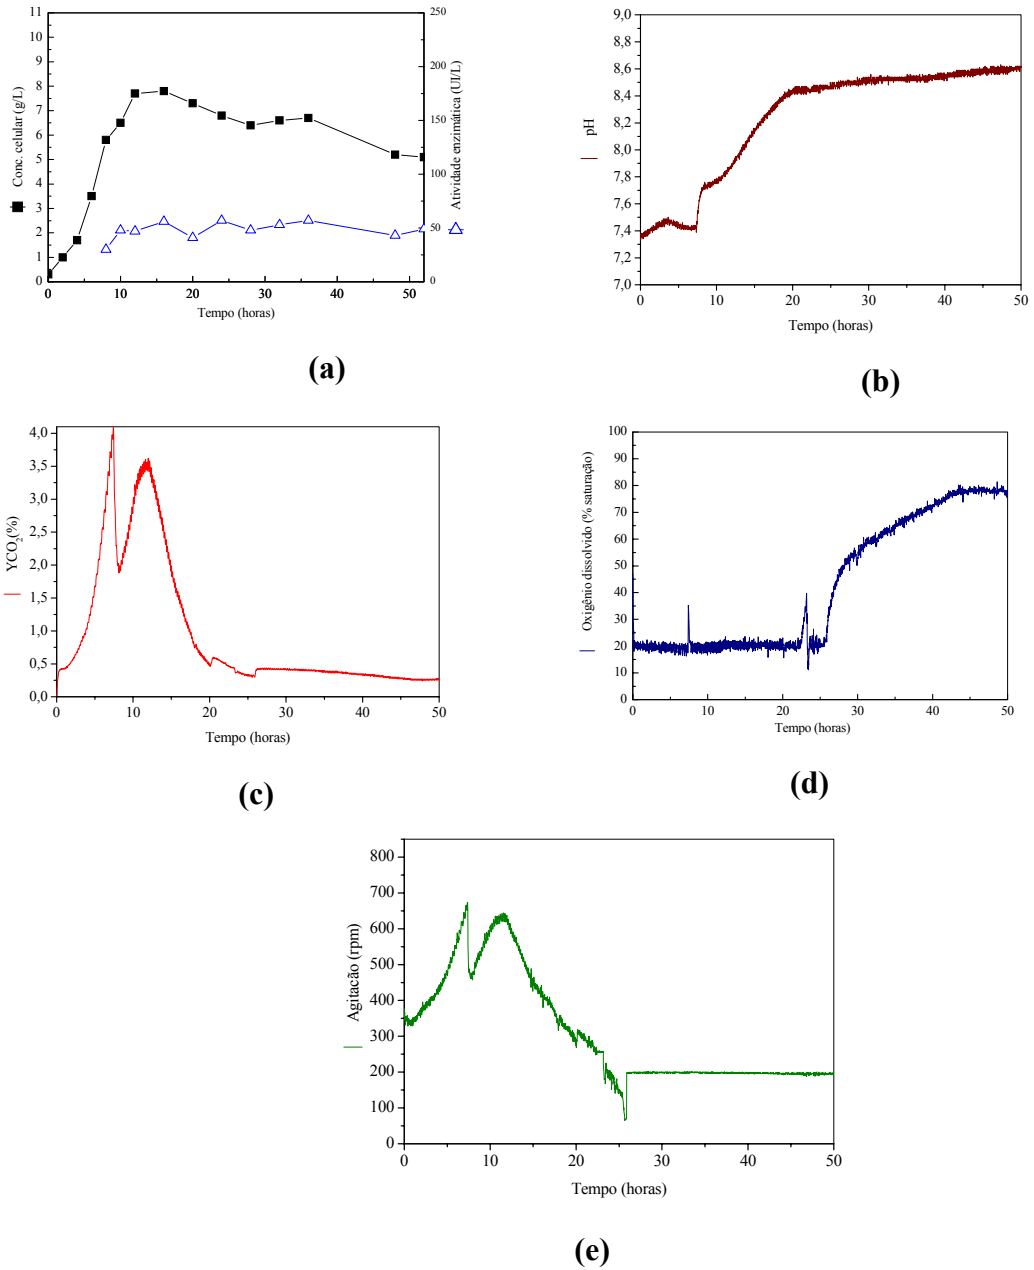 11
10
9
8
7
6
5
4
3
2
1
0
Conc. celular (g/L)
250
200
150
100
50
0
Atividade enzimática (UI/L)
0 10 20 30 40 50
Tempo (horas)
(a)
9,0
8,8
8,6
8,4
8,2
8,0
7,8
7,6
7,4
7,2
7,0
pH
0 10 20 30 40 50
Tempo (horas)
(b)
4,0
3,5
3,0
2,5
2,0
1,5
1,0
0,5
0,0
YCO2(%)
0 10 20 30 40 50
Tempo (horas)
(c)
100
90
80
70
60
50
40
30
20
10
0
Oxigênio dissolvido (% saturação)
0 10 20 30 40 50
Tempo (horas)
(d)
800
700
600
500
400
300
200
100
0
Agitacão (rpm)
0 10 20 30 40 50
Tempo (horas)
(e)